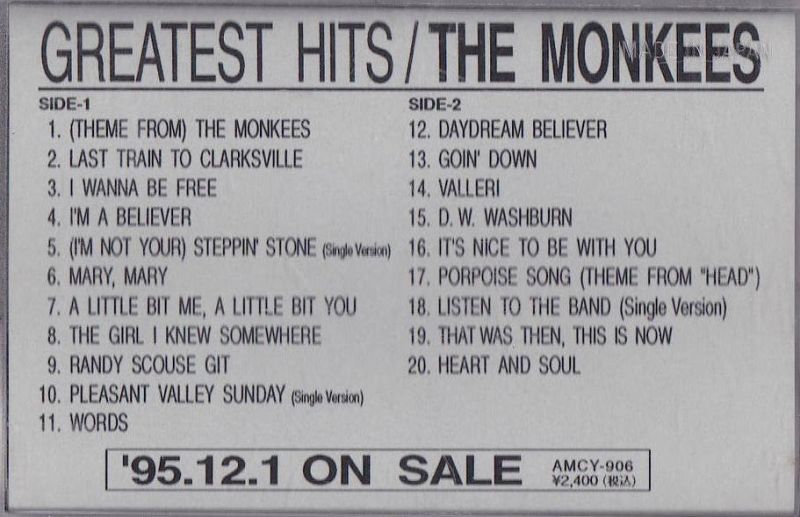 GREATEST HITS / THE MONKEES
MADE IN JAPAN
SIDE-1
1. (THEME FROM) THE MONKEES
2. LAST TRAIN TO CLARKSVILLE
3. I WANNA BE FREE
4. I'M A BELIEVER
5. (I'M NOT YOUR) STEPPIN' STONE (Single Version)
6. MARY, MARY
7. A LITTLE BIT ME, A LITTLE BIT YOU
8. THE GIRL I KNEW SOMEWHERE
9. RANDY SCOUSE GIT
10. PLEASANT VALLEY SUNDAY (Single Version)
11. WORDS
SIDE-2
12. DAYDREAM BELIEVER
13. GOIN' DOWN
14. VALLERI
15. D. W. WASHBURN
16. IT'S NICE TO BE WITH YOU
17. PORPOISE SONG (THEME FROM "HEAD")
18. LISTEN TO THE BAND (Single Version)
19. THAT WAS THEN, THIS IS NOW
20. HEART AND SOUL
'95.12.1 ON SALE
AMCY-906
¥2,400 (税込)